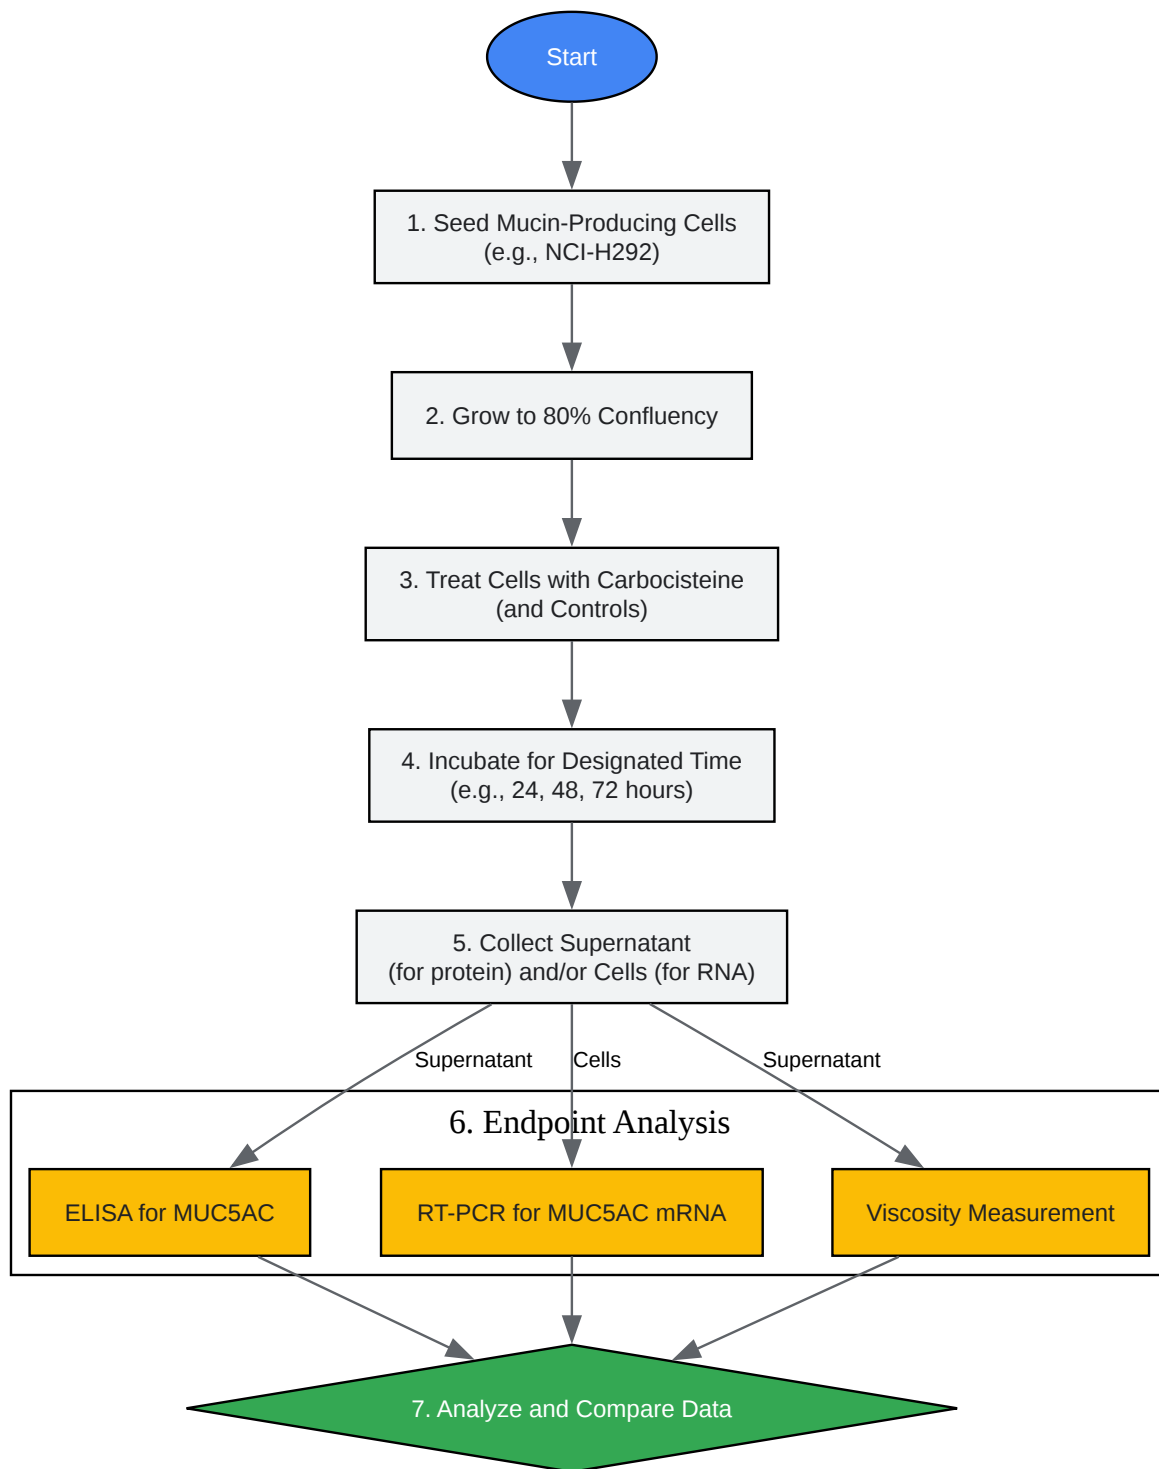 Start
1. Seed Mucin-Producing Cells
(e.g., NCI-H292)
2. Grow to 80% Confluency
3. Treat Cells with Carbocisteine
(and Controls)
4. Incubate for Designated Time
(e.g., 24, 48, 72 hours)
5. Collect Supernatant
(for protein) and/or Cells (for RNA)
Supernatant
Cells
Supernatant
6. Endpoint Analysis
ELISA for MUC5AC
RT-PCR for MUC5AC mRNA
Viscosity Measurement
7. Analyze and Compare Data